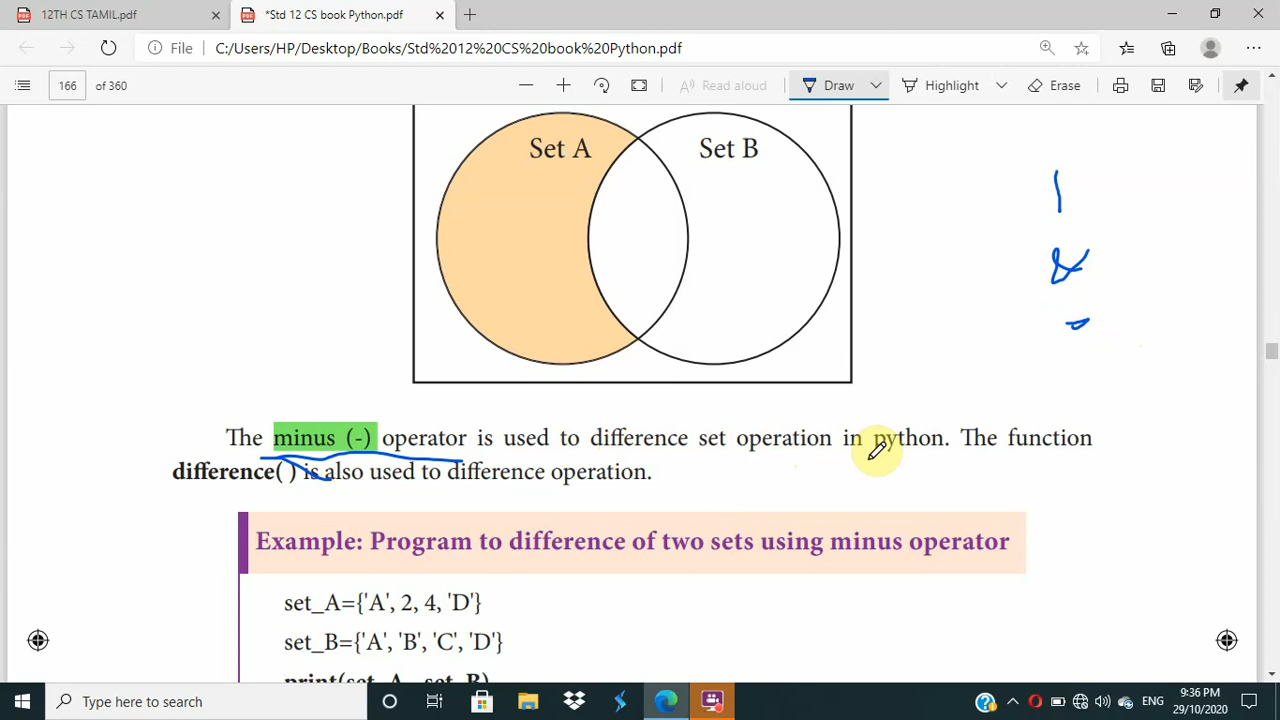 12TH CS TAMIL.pdf
*Std 12 CS book Python.pdf
File
C:/Users/HP/Desktop/Books/Std%2012%20CS%20book%20Python.pdf
166 of 360
Read aloud
Draw
Highlight
Erase
Set A
Set B
|
&
-
The minus (-) operator is used to difference set operation in python. The function
difference( ) is also used to difference operation.
Example: Program to difference of two sets using minus operator
set_A={'A', 2, 4, 'D'}
set_B={'A', 'B', 'C', 'D'}
print(set_A - set_B)
Type here to search
ENG
9:36 PM
29/10/2020